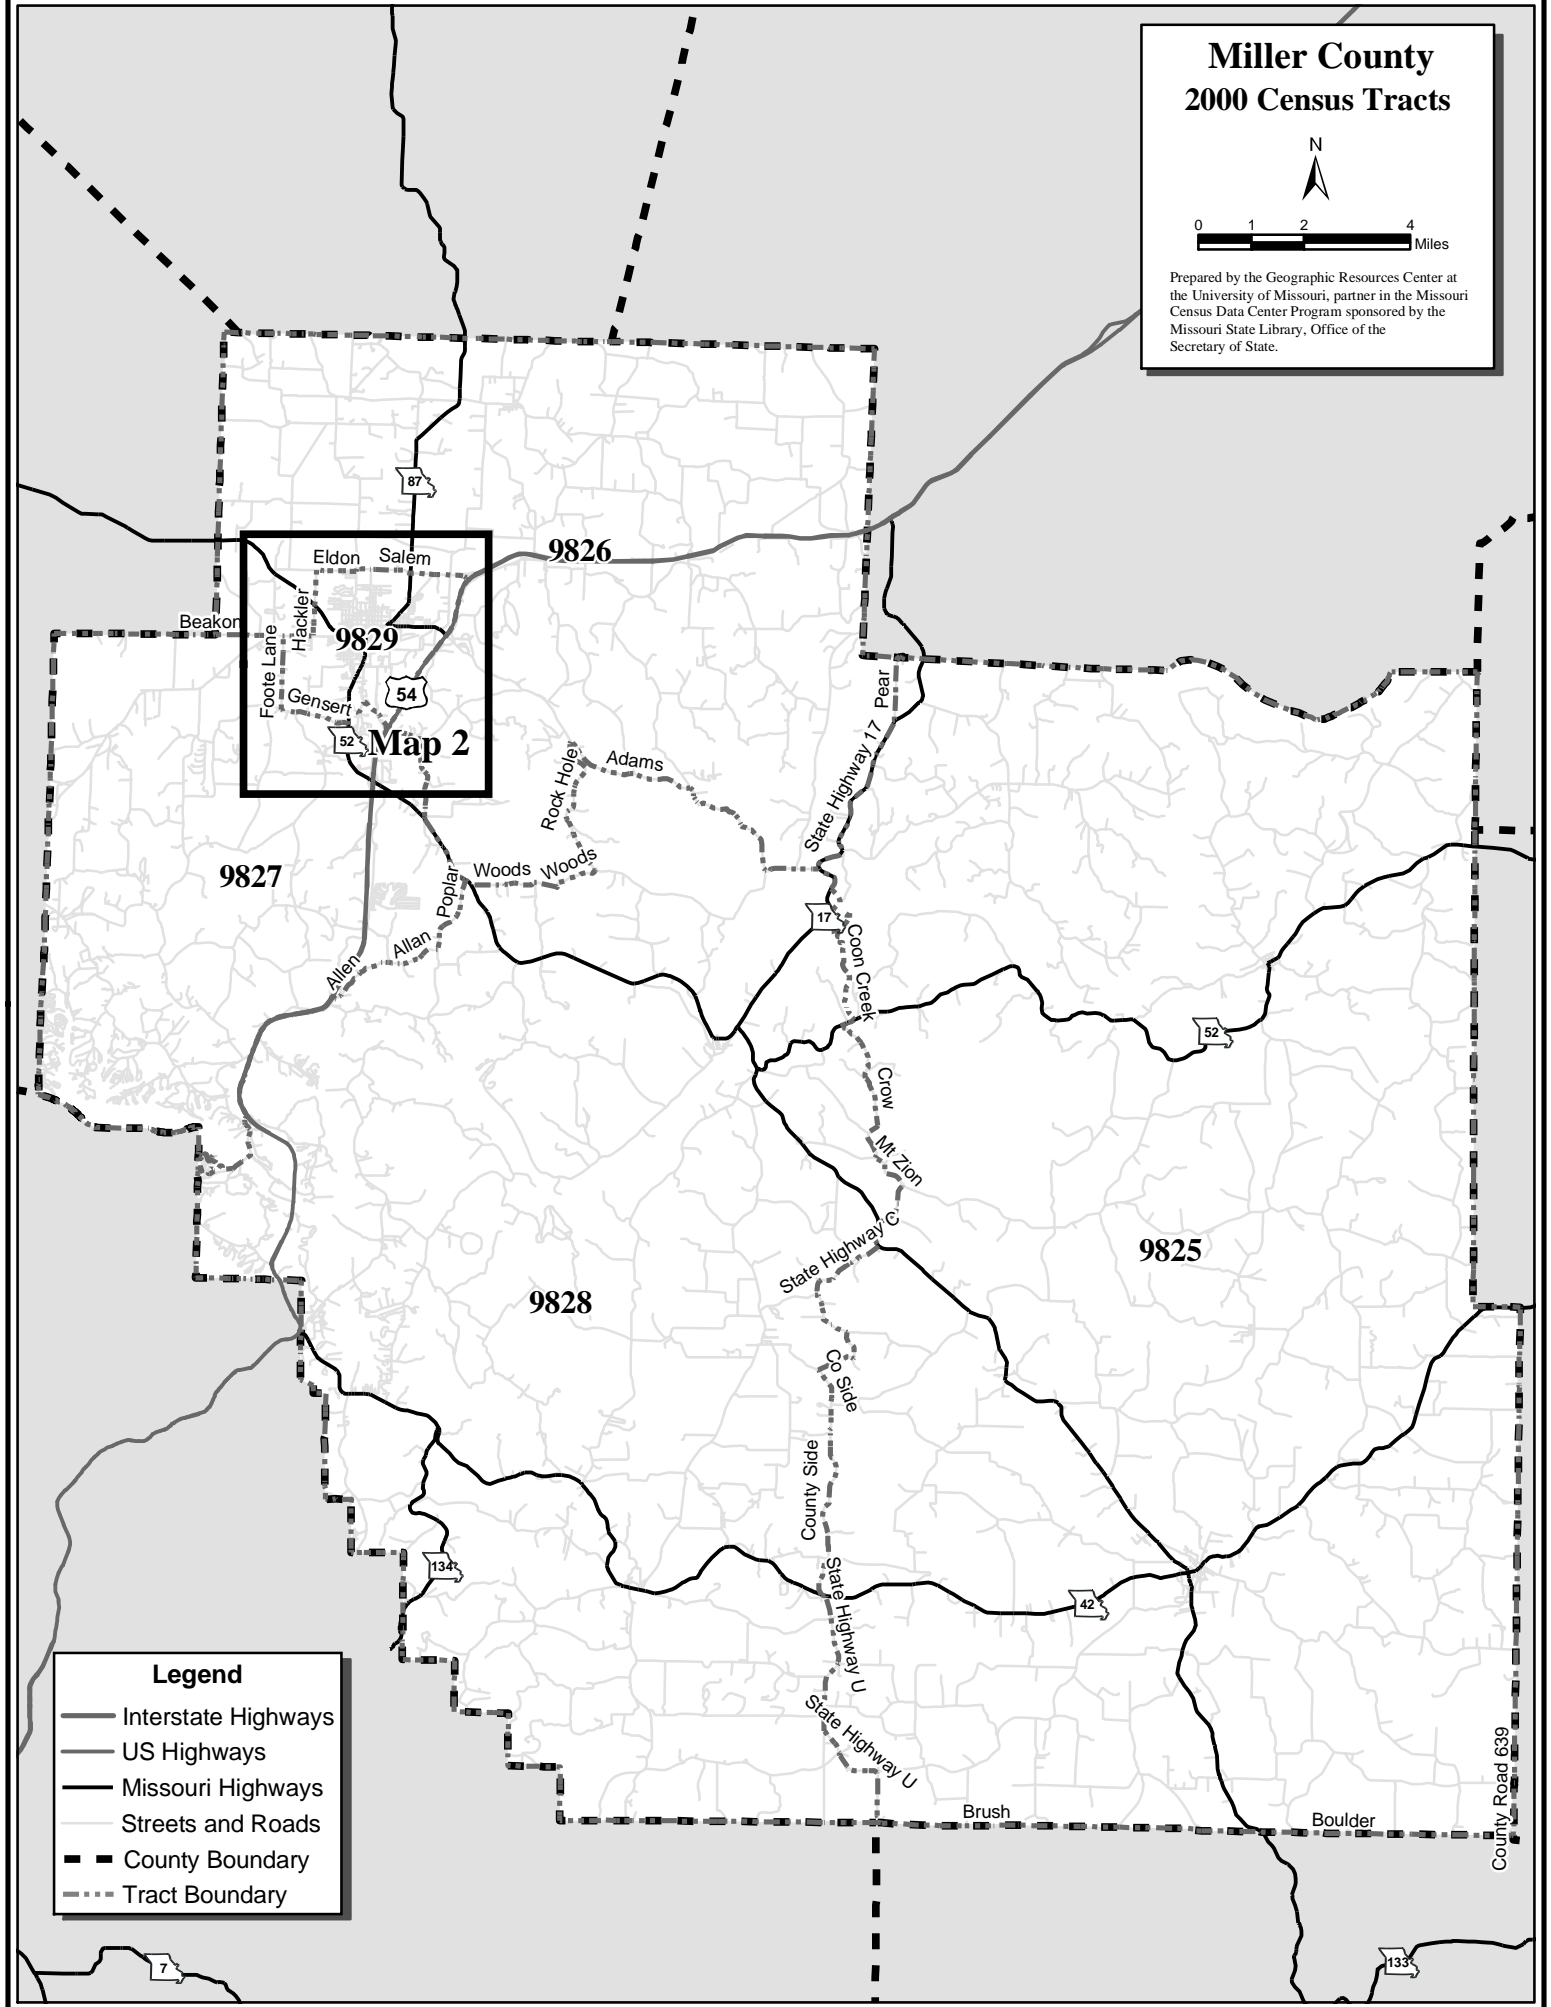 Miller County
2000 Census Tracts
N
0 1 2 4
Miles
Prepared by the Geographic Resources Center at
the University of Missouri, partner in the Missouri
Census Data Center Program sponsored by the
Missouri State Library, Office of the
Secretary of State.
87
9826
Eldon Salem
Hackler
Beakon
9829
Foote Lane
Gensert
54
52
Map 2
Pear
State Highway 17
Rock Hole
Adams
9827
Poplar
Woods Woods
Allan
Allen
17
Coon Creek
52
Crow
Mt Zion
State Highway C
9825
9828
Co Side
County Side
State Highway U
134
42
State Highway U
County Road 639
Brush
Boulder
Legend
Interstate Highways
US Highways
Missouri Highways
Streets and Roads
County Boundary
Tract Boundary
7
133